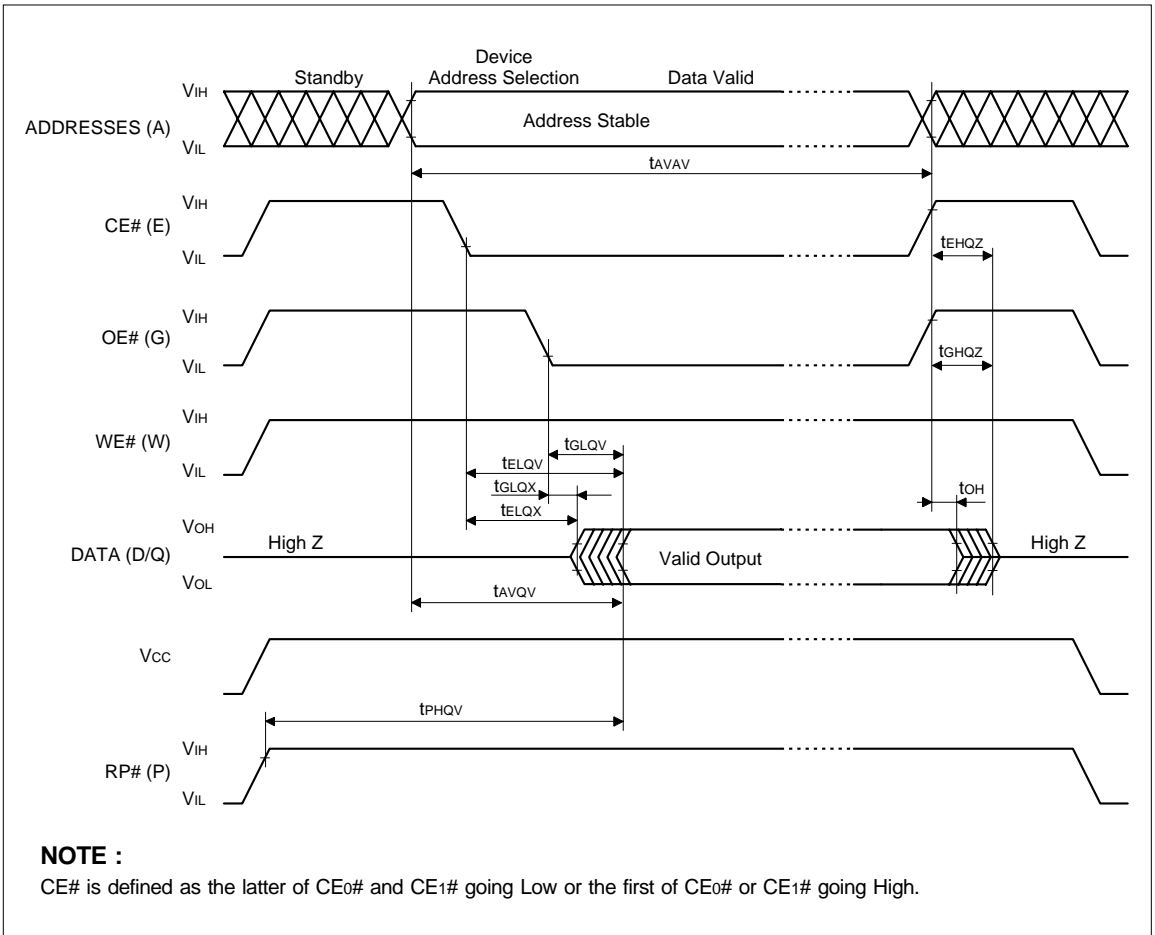 Device
Standby Address Selection Data Valid
VIH
ADDRESSES (A) Address Stable
VIL
tAVAV
VIH
CE# (E)
VIL
tEHQZ
VIH
OE# (G)
VIL
tGHQZ
VIH
WE# (W)
tGLQV
VIL
tELQV
tGLQX
tOH
tELQX
VOH
High Z High Z
DATA (D/Q) Valid Output
VOL
tAVQV
VCC
tPHQV
VIH
RP# (P)
VIL
NOTE :
CE# is defined as the latter of CE0# and CE1# going Low or the first of CE0# or CE1# going High.